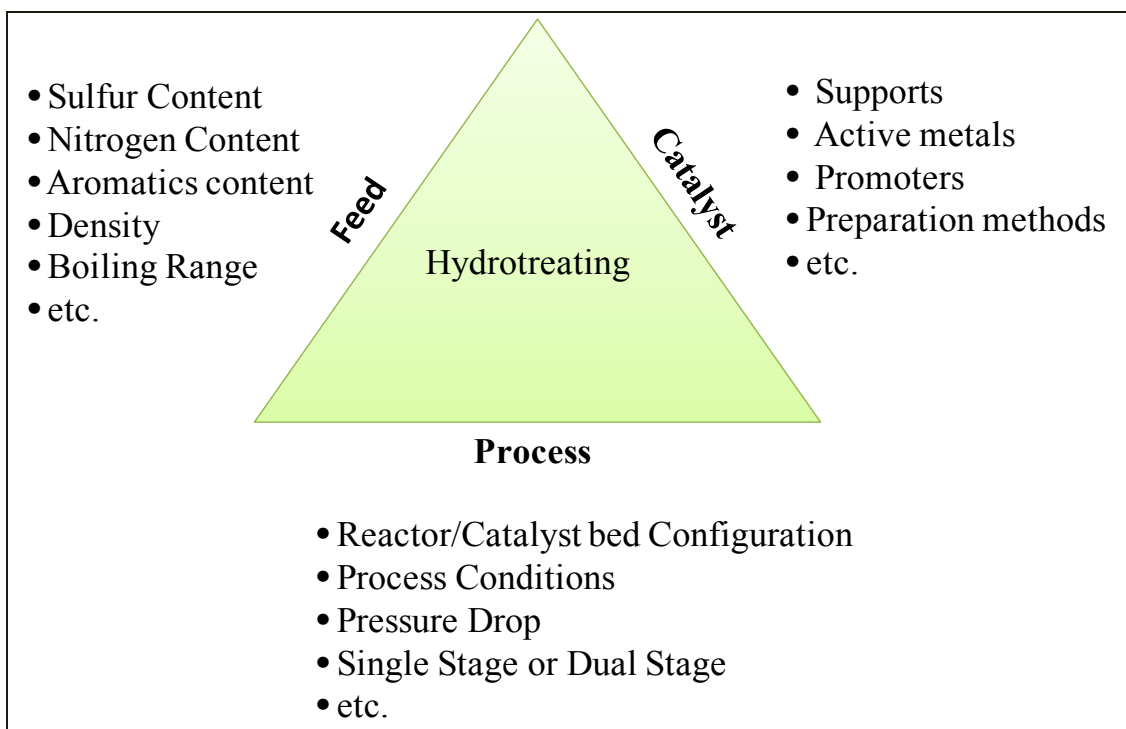 • Sulfur Content
• Nitrogen Content
• Aromatics content
• Density
• Boiling Range
• etc.
Feed
Hydrotreating
Catalyst
• Supports
• Active metals
• Promoters
• Preparation methods
• etc.
Process
• Reactor/Catalyst bed Configuration
• Process Conditions
• Pressure Drop
• Single Stage or Dual Stage
• etc.